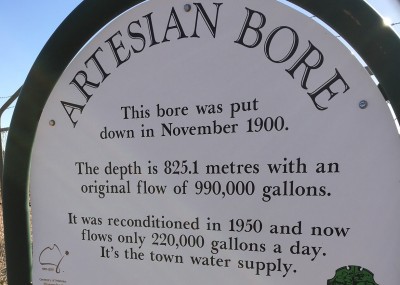 ARTESIAN BORE
This bore was put
down in November 1900.
The depth is 825.1 metres with an
original flow of 990,000 gallons.
It was reconditioned in 1950 and now
flows only 220,000 gallons a day.
It's the town water supply.